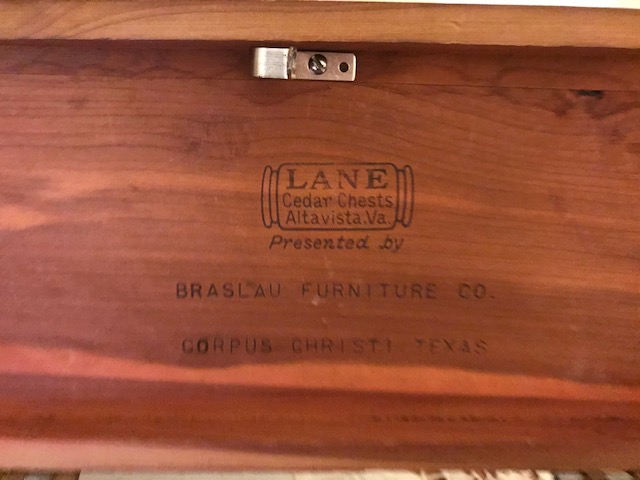 LANE
Cedar Chests
Altavista.Va.
Presented by
BRASLAU FURNITURE CO.
CORPUS CHRISTI TEXAS